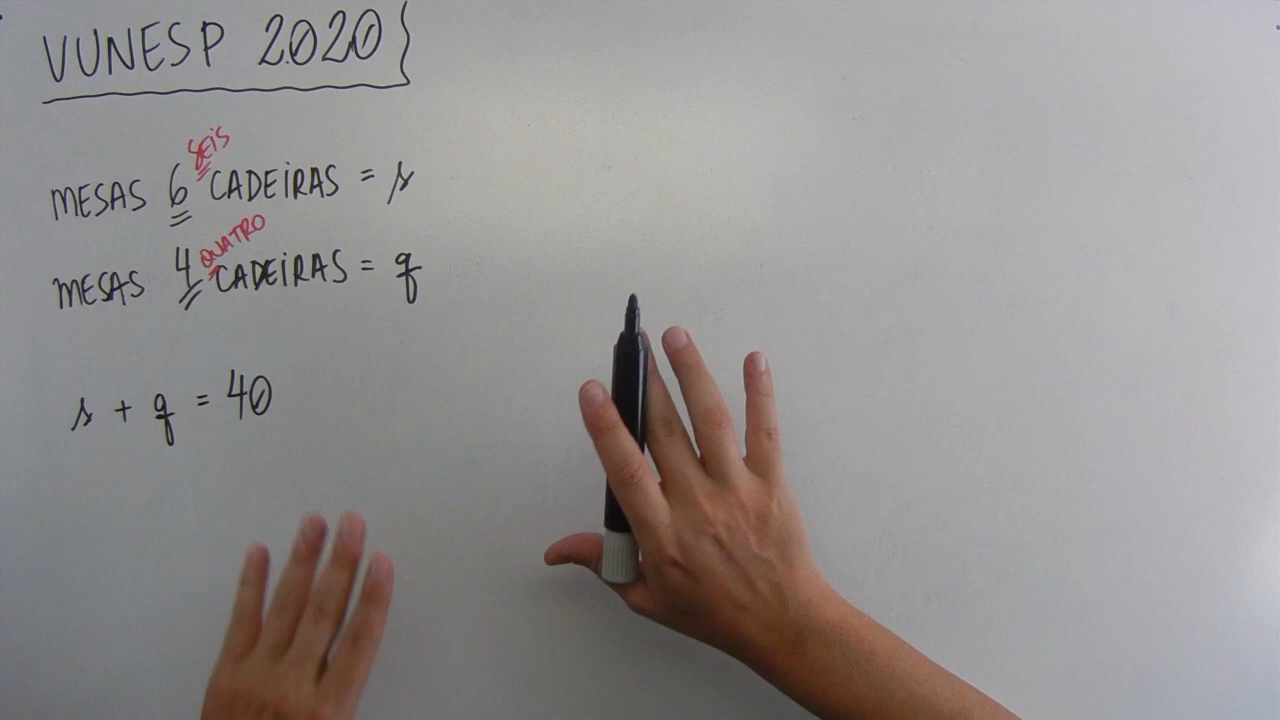 VUNESP 2020
SEIS
MESAS 6 CADEIRAS = s
QUATRO
MESAS 4 CADEIRAS = q
s + q = 40